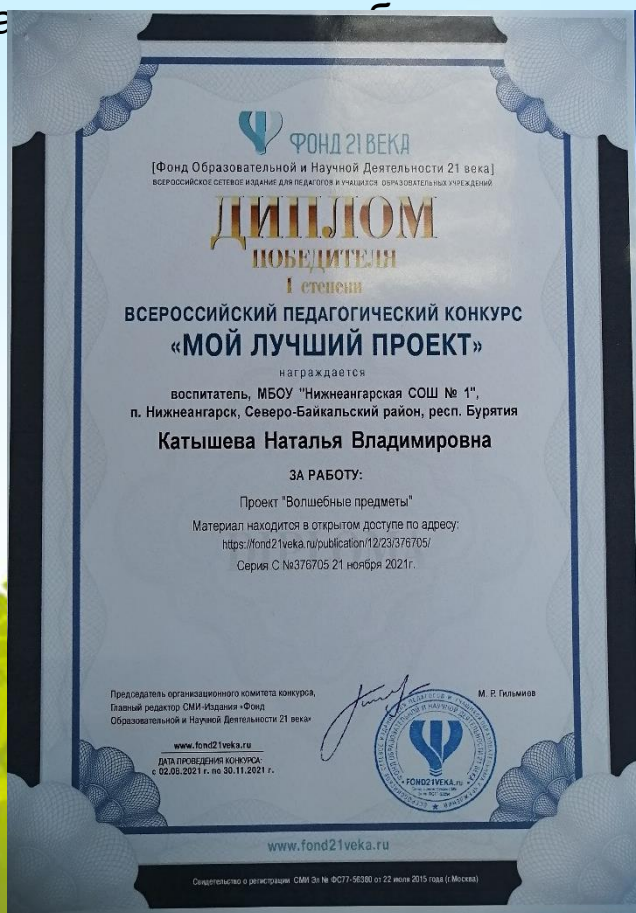 ФОНД 21 ВЕКА
[Фонд Образовательной и Научной Деятельности 21 века]
ВСЕРОССИЙСКОЕ СЕТЕВОЕ ИЗДАНИЕ ДЛЯ ПЕДАГОГОВ И УЧАЩИХСЯ ОБРАЗОВАТЕЛЬНЫХ УЧРЕЖДЕНИЙ
ДИПЛОМ
ПОБЕДИТЕЛЯ
I степени
ВСЕРОССИЙСКИЙ ПЕДАГОГИЧЕСКИЙ КОНКУРС
«МОЙ ЛУЧШИЙ ПРОЕКТ»
награждается
воспитатель, МБОУ "Нижнеангарская СОШ № 1",
п. Нижнеангарск, Северо-Байкальский район, респ. Бурятия
Катышева Наталья Владимировна
ЗА РАБОТУ:
Проект "Волшебные предметы"
Материал находится в открытом доступе по адресу:
https://fond21veka.ru/publication/12/23/376705/
Серия С №376705 21 ноября 2021г.
Председатель организационного комитета конкурса,
Главный редактор СМИ-Издания «Фонд
Образовательной и Научной Деятельности 21 века»
М. Р. Гильмиев
www.fond21veka.ru
ДАТА ПРОВЕДЕНИЯ КОНКУРСА:
с 02.08.2021 г. по 30.11.2021 г.
FOND21VEKA.ru
www.fond21veka.ru
Свидетельство о регистрации СМИ Эл № ФС77-56380 от 22 июля 2015 года (г.Москва)